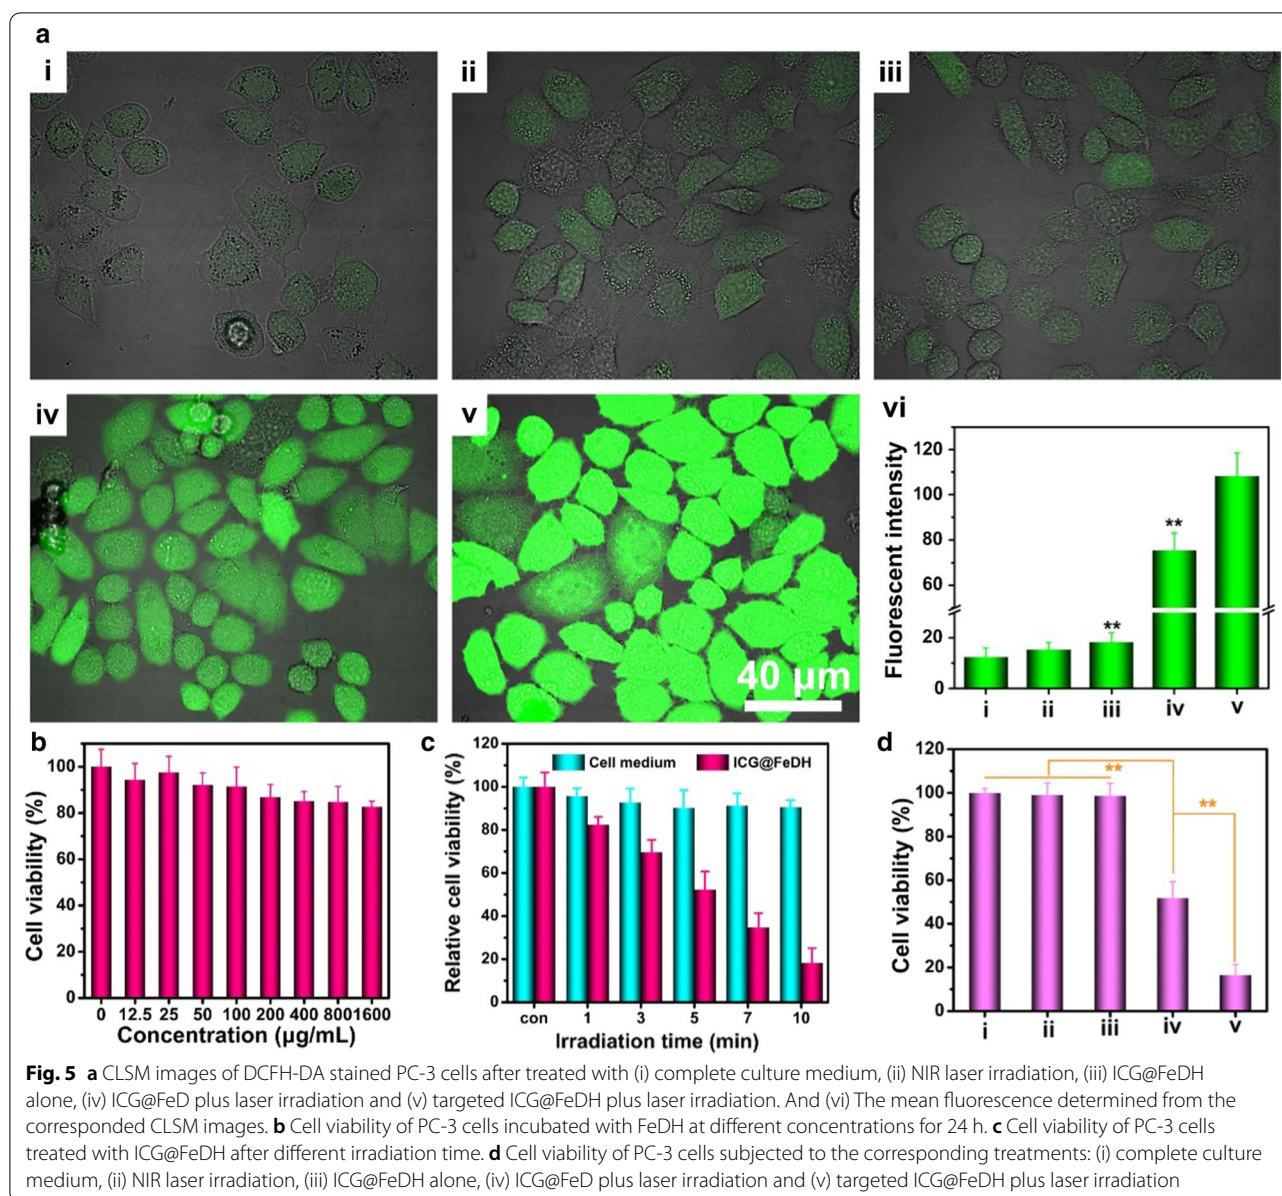 a
i
ii
iii
iv
v
40 µm
vi
Fluorescent intensity
120
100
80
60
20
0
**
**
i
ii
iii
iv
v
b
Cell viability (%)
100
80
60
40
20
0
0
12.5
25
50
100
200
400
800
1600
Concentration (µg/mL)
c
Relative cell viability (%)
120
100
80
60
40
20
0
Cell medium
ICG@FeDH
con
1
3
5
7
10
Irradiation time (min)
d
Cell viability (%)
120
100
80
60
40
20
0
**
**
i
ii
iii
iv
v
Fig. 5 a CLSM images of DCFH-DA stained PC-3 cells after treated with (i) complete culture medium, (ii) NIR laser irradiation, (iii) ICG@FeDH
alone, (iv) ICG@FeD plus laser irradiation and (v) targeted ICG@FeDH plus laser irradiation. And (vi) The mean fluorescence determined from the
corresponded CLSM images. b Cell viability of PC-3 cells incubated with FeDH at different concentrations for 24 h. c Cell viability of PC-3 cells
treated with ICG@FeDH after different irradiation time. d Cell viability of PC-3 cells subjected to the corresponding treatments: (i) complete culture
medium, (ii) NIR laser irradiation, (iii) ICG@FeDH alone, (iv) ICG@FeD plus laser irradiation and (v) targeted ICG@FeDH plus laser irradiation